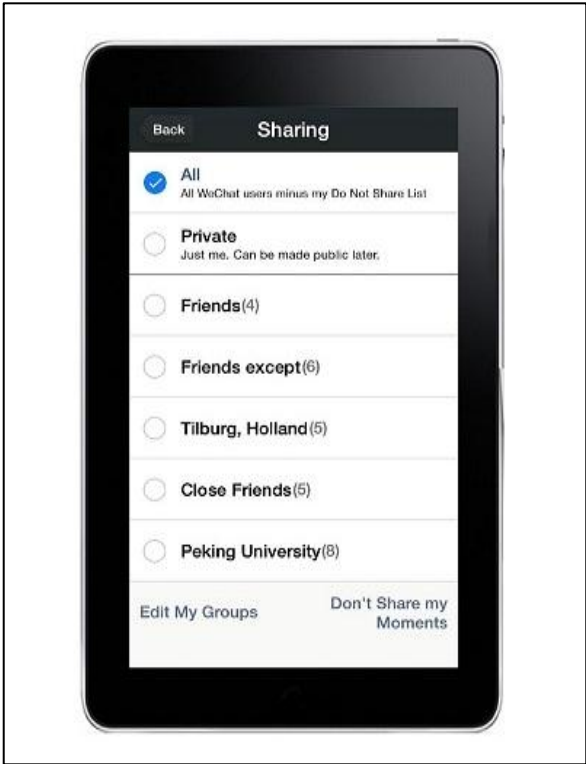 Back
Sharing
All
All WeChat users minus my Do Not Share List
Private
Just me. Can be made public later.
Friends(4)
Friends except(6)
Tilburg, Holland(5)
Close Friends(5)
Peking University(8)
Edit My Groups
Don't Share my
Moments